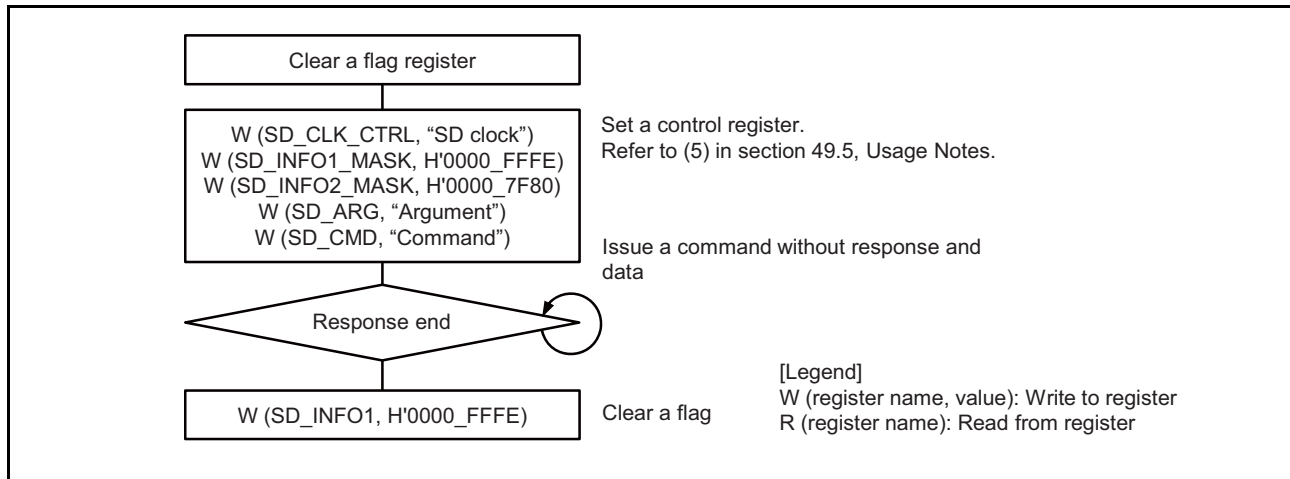 Clear a flag register
W (SD_CLK_CTRL, “SD clock”)
W (SD_INFO1_MASK, H'0000_FFFE)
W (SD_INFO2_MASK, H'0000_7F80)
W (SD_ARG, “Argument”)
W (SD_CMD, “Command”)
Set a control register.
Refer to (5) in section 49.5, Usage Notes.
Issue a command without response and
data
Response end
W (SD_INFO1, H'0000_FFFE)
Clear a flag
[Legend]
W (register name, value): Write to register
R (register name): Read from register